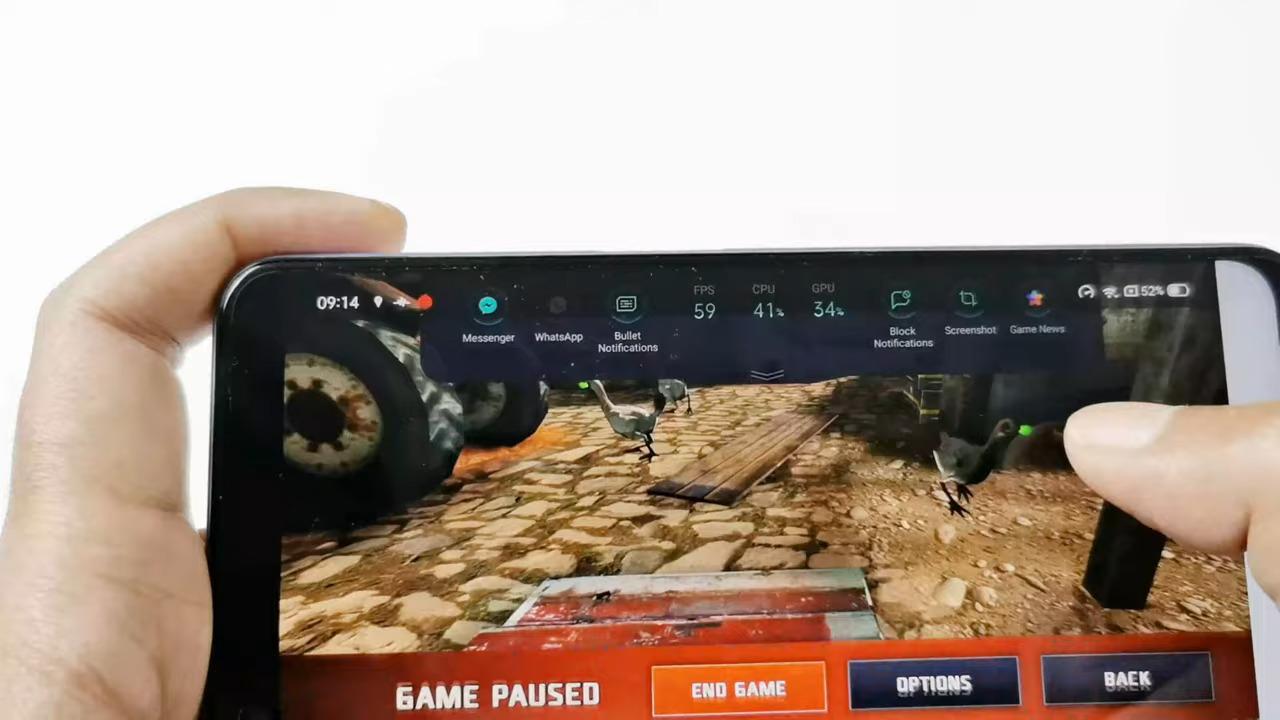 09:14
Messenger
WhatsApp
Bullet
Notifications
FPS
59
CPU
41%
GPU
34%
Block
Notifications
Screenshot
Game News
52%
GAME PAUSED
END GAME
OPTIONS
BACK